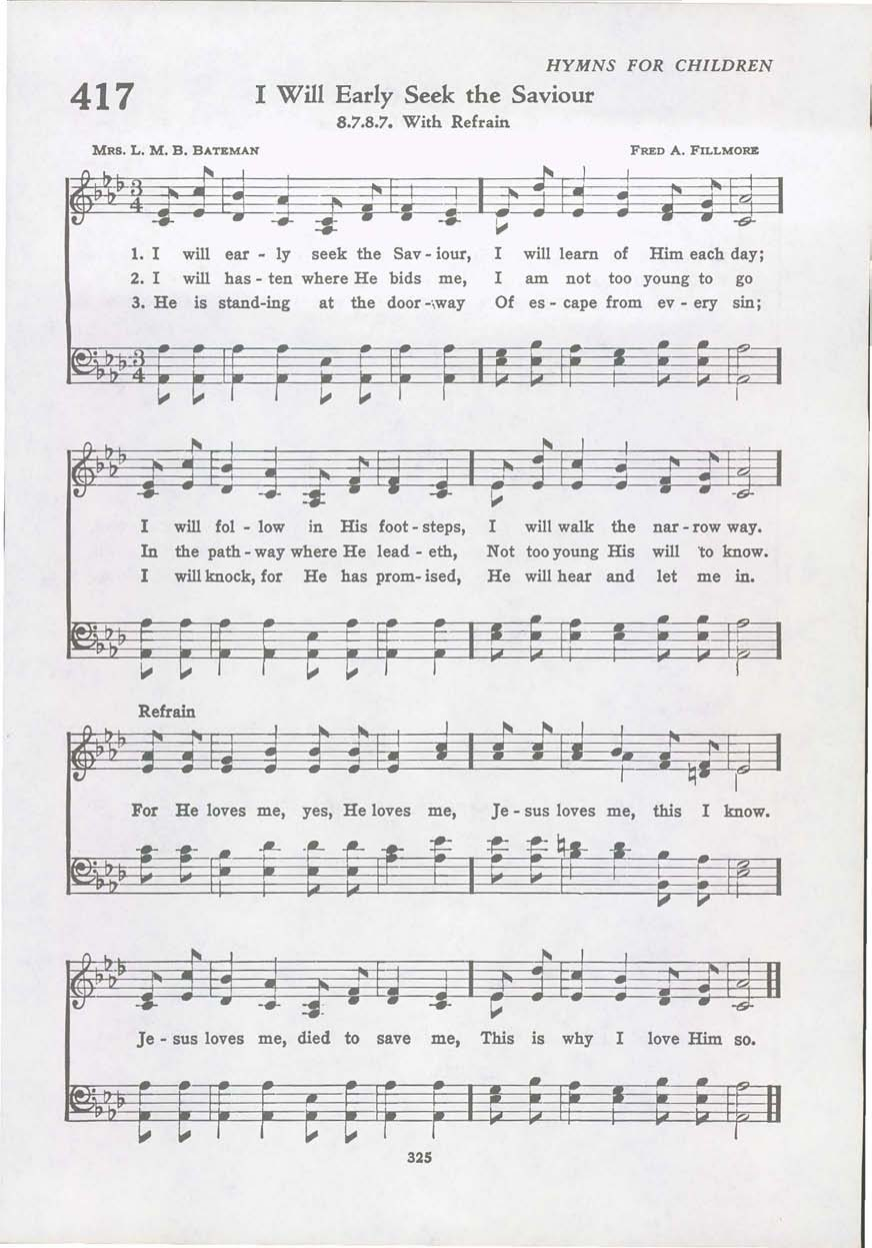 HYMNS FOR CHILDREN
417
I Will Early Seek the Saviour
8.7.8.7. With Refrain
MRS. L. M. B. BATEMAN FRED A. FILLMORE
1. I will ear - ly seek the Sav - iour, I will learn of Him each day;
2. I will has - ten where He bids me, I am not too young to go
3. He is stand-ing at the door - way Of es - cape from ev - ery sin;
I will fol - low in His foot - steps, I will walk the nar - row way.
In the path - way where He lead - eth, Not too young His will to know.
I will knock, for He has prom - ised, He will hear and let me in.
Refrain
For He loves me, yes, He loves me, Je - sus loves me, this I know.
Je - sus loves me, died to save me, This is why I love Him so.
325